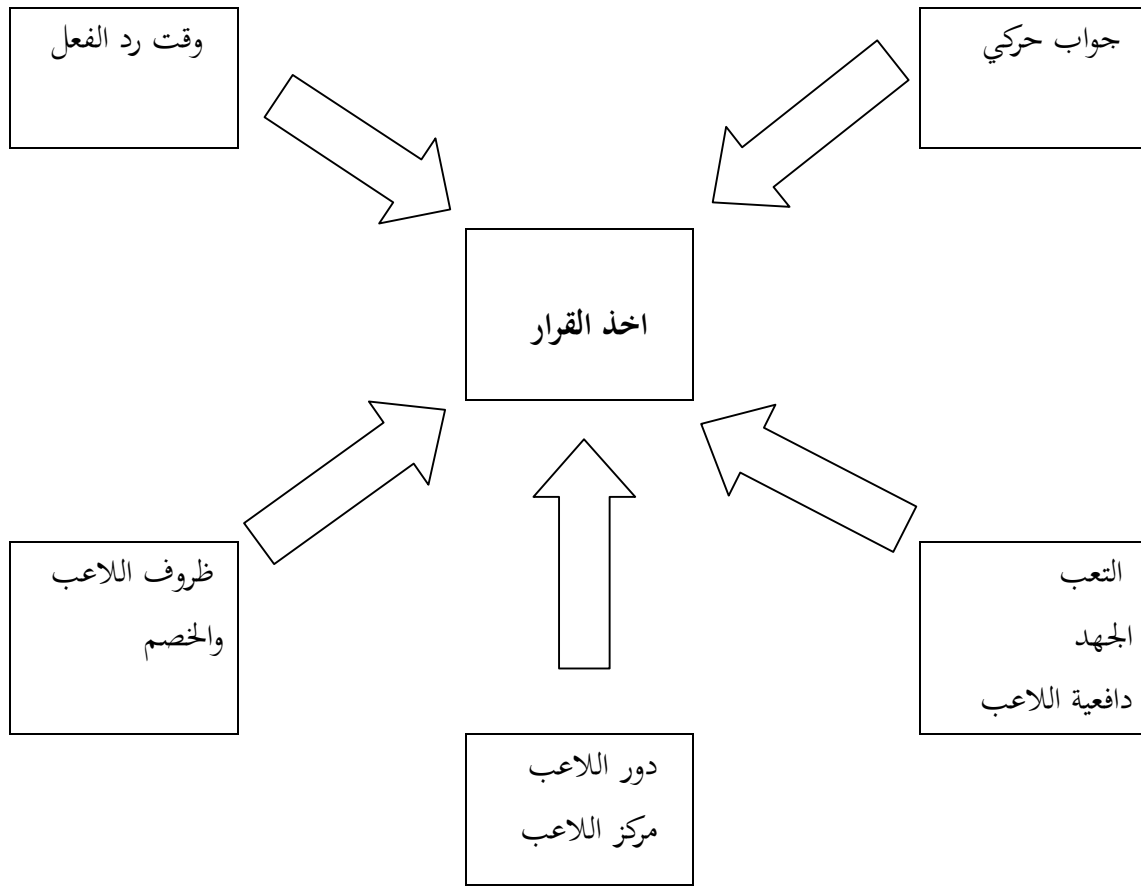 جواب حركي
وقت رد الفعل
اخذ القرار
التعب
الجهد
دافعية اللاعب
ظروف اللاعب
والخصم
دور اللاعب
مركز اللاعب